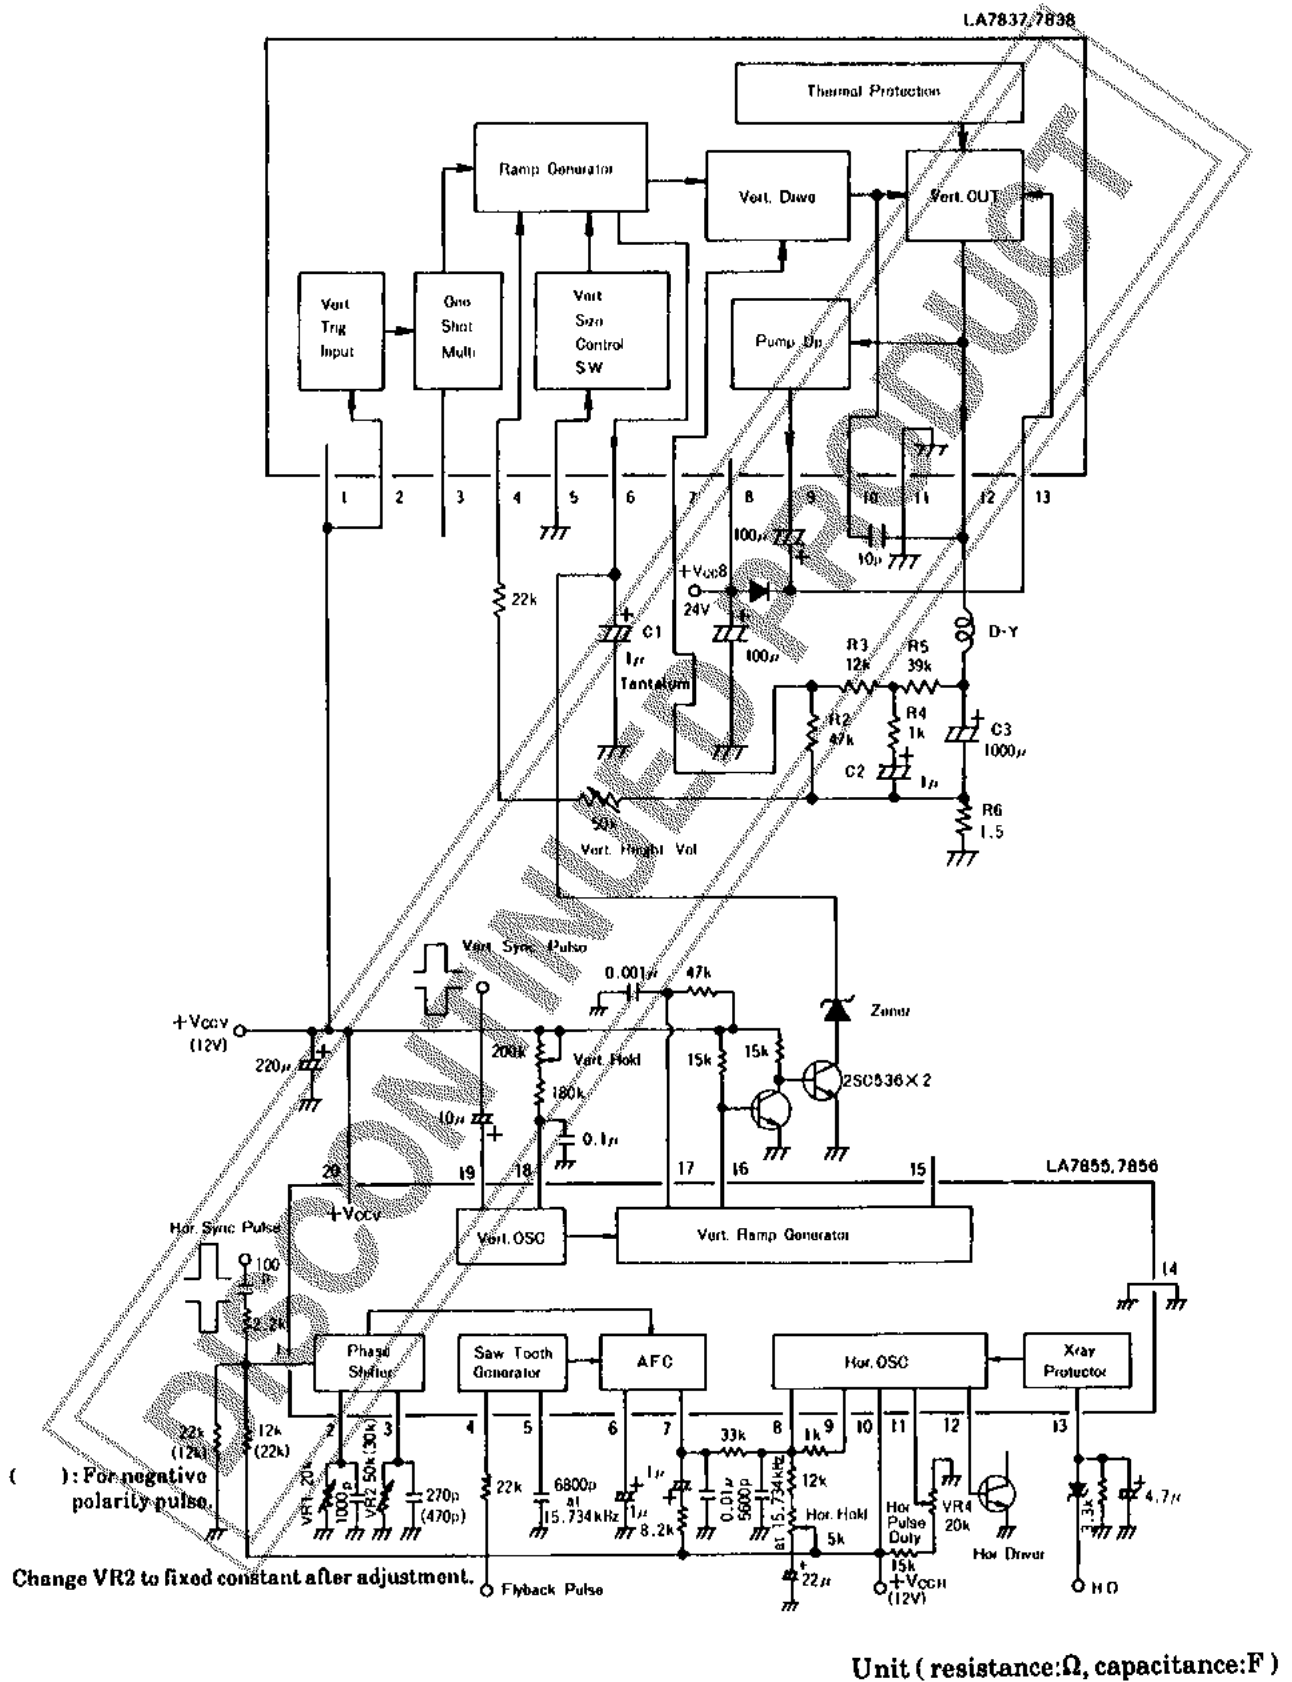 LA7837,7838
Thermal Protection
Ramp Generator
Vert. Drive
Vert. OUT
Vert
Trig
Input
One
Shot
Multi
Vert
Size
Control
SW
Pump Up
1 2 3 4 5 6 7 8 9 10 11 12 13
100μ
10p
+VCC8
24V
22k
C1
1μ
Tantalum
100μ
D-Y
R3
12k
R5
39k
R2
47k
R4
1k
C2
1μ
C3
1000μ
R6
1.5
50k
Vert. Height Vol
Vert. Sync Pulse
0.001μ
47k
+VCCV
(12V)
220μ
Zener
200k
Vert Hold
15k
15k
2SC536×2
180k
10μ
0.1μ
20 19 18 17 16 15
LA7855,7856
+VCCV
Hor. Sync Pulse
Vert. OSC
Vert. Ramp Generator
100
p
14
2.2k
1
Phase
Shifter
Saw Tooth
Generator
AFC
Hor. OSC
Xray
Protector
2 3 4 5 6 7 8 9 10 11 12 13
22k
(12k)
12k
(22k)
33k
1k
( ): For negative
polarity pulse.
VR1 20k
1000p
VR2 50k (30k)
270p
(470p)
22k
6800p
at
15.734kHz
1μ
1μ
8.2k
0.01μ
5600p
at 15.734kHz
12k
Hor. Hold
5k
22μ
Hor
Pulse
Duty
15k
VR4
20k
Hor Driver
3.3k
4.7μ
Change VR2 to fixed constant after adjustment.
Flyback Pulse
+VCCH
(12V)
Unit ( resistance:Ω, capacitance:F )
DISCONTINUED PRODUCT